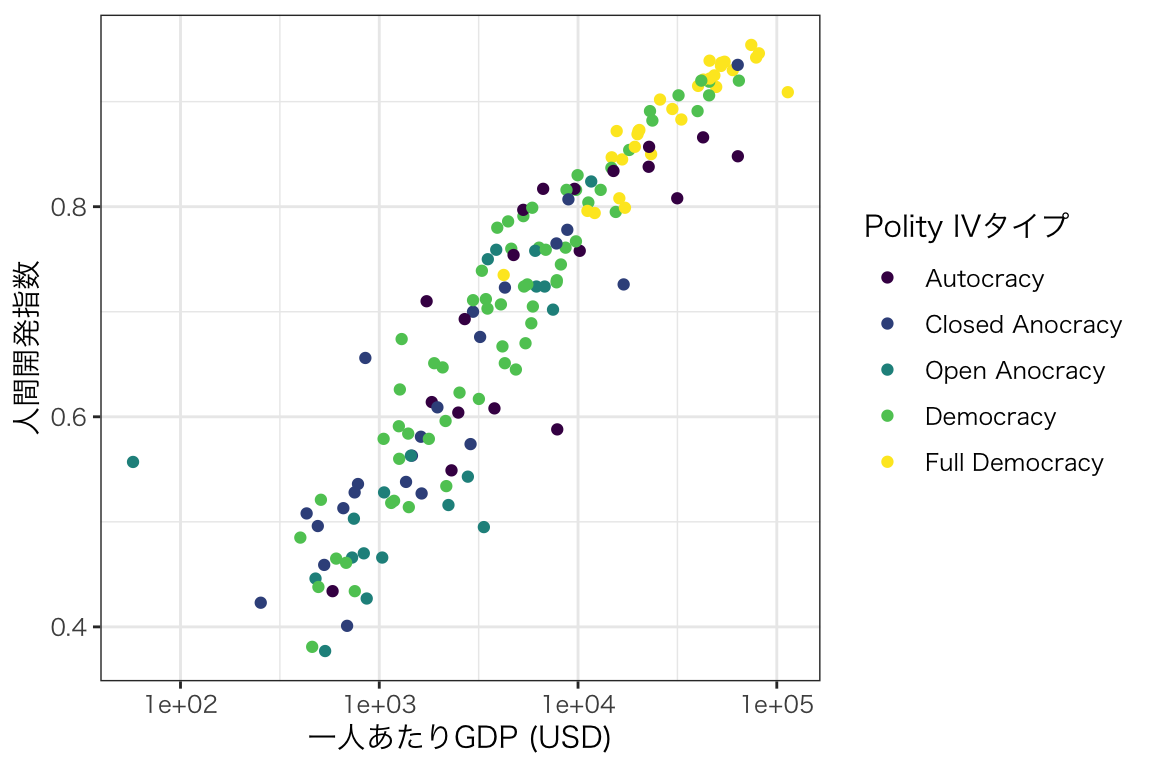 人間開発指数
0.8
0.6
0.4
1e+02
1e+03
1e+04
1e+05
一人あたりGDP (USD)
Polity IVタイプ
Autocracy
Closed Anocracy
Open Anocracy
Democracy
Full Democracy